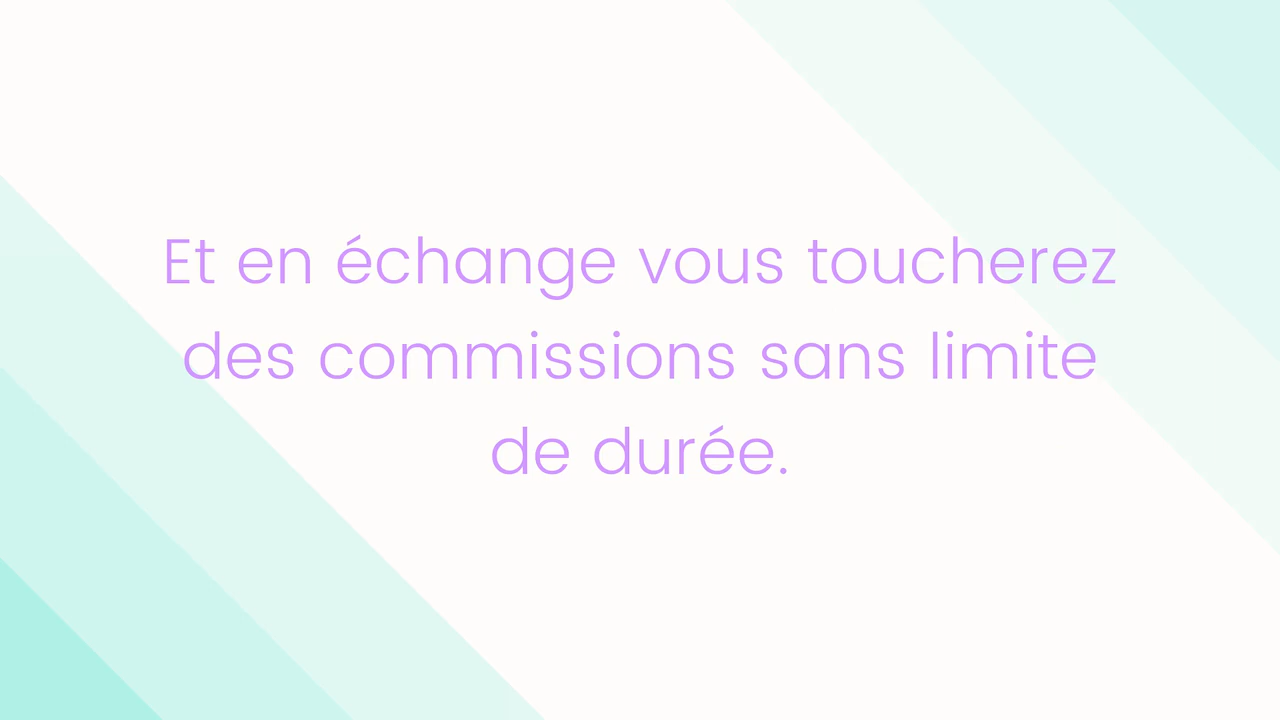 Et en échange vous toucherez
des commissions sans limite
de durée.